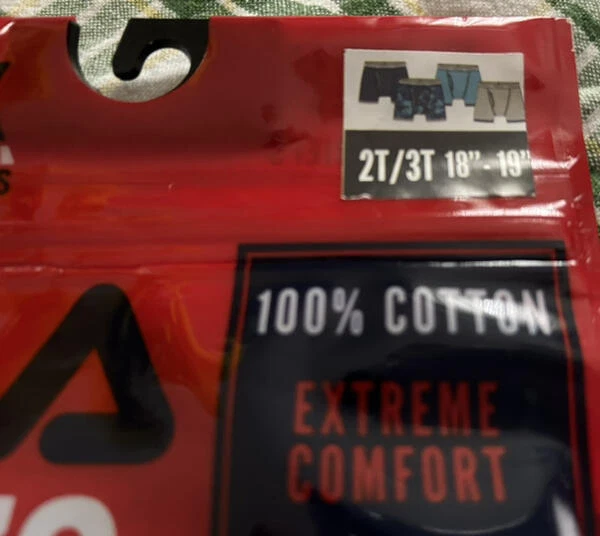 2T/3T 18”-19”
100% COTTON
EXTREME
COMFORT